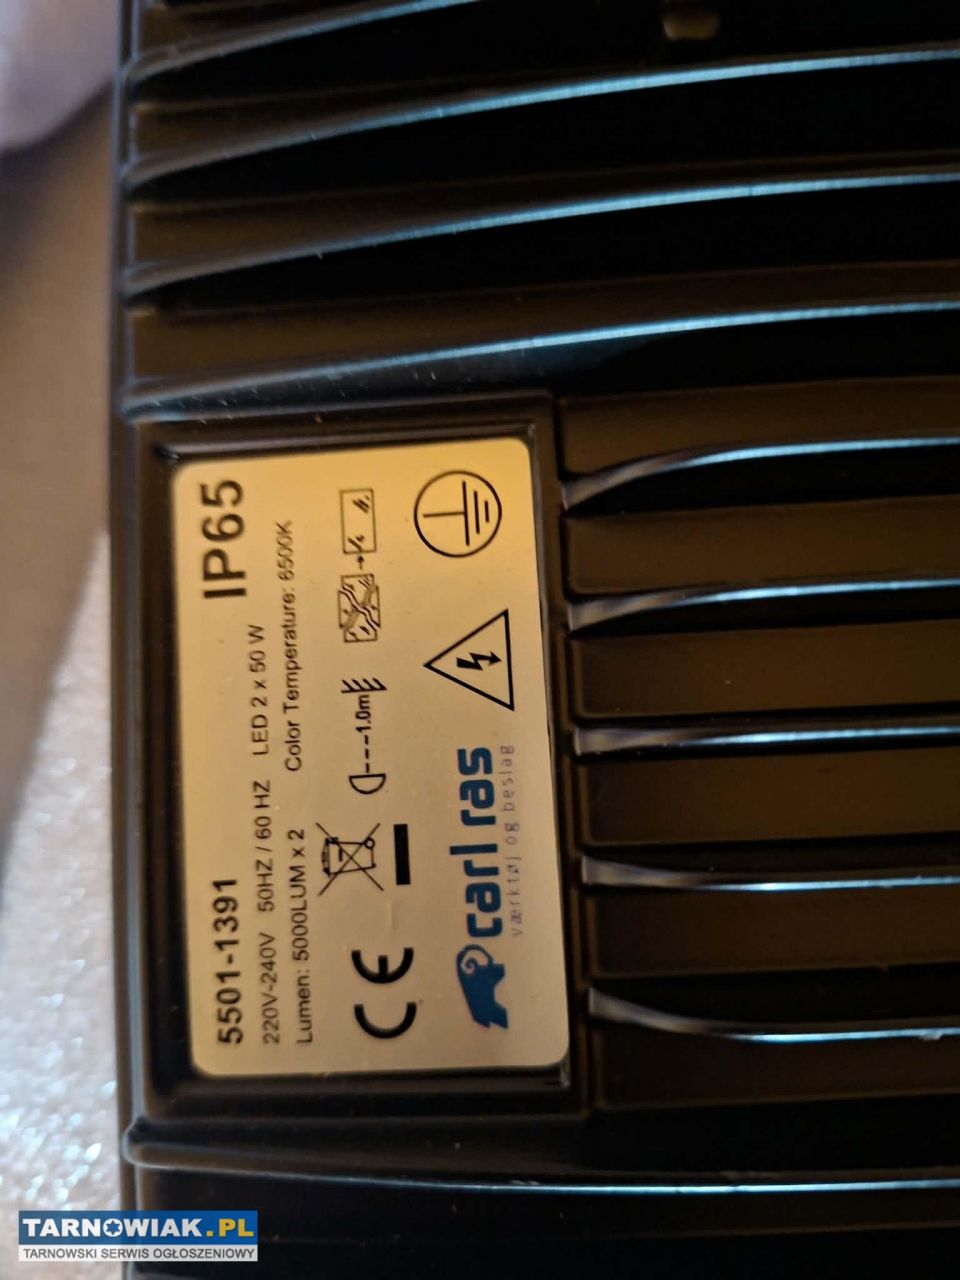 5501-1391 IP65
220V-240V 50HZ / 60 HZ LED 2 x 50 W
Lumen: 5000LUM x 2 Color Temperature: 6500K
CE
1.0m
carl ras
værktøj og beslag
TARNOWIAK.PL
TARNOWSKI SERWIS OGŁOSZENIOWY